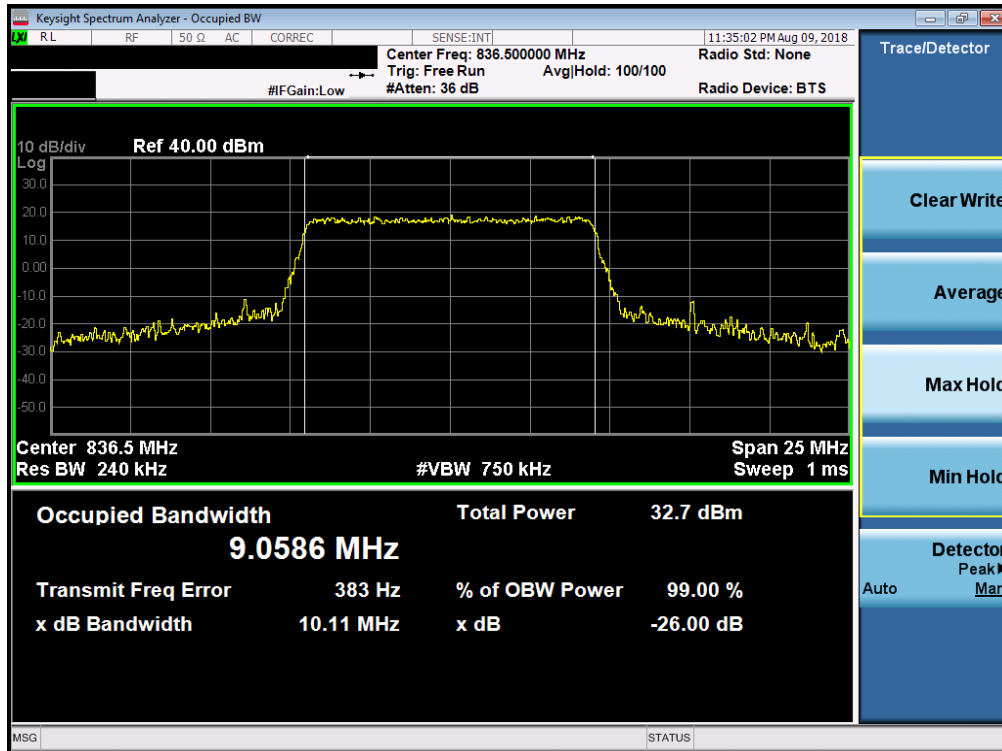 Keysight Spectrum Analyzer - Occupied BW
LXI RL RF 50 Ω AC CORREC SENSE:INT 11:35:02 PM Aug 09, 2018
Center Freq: 836.500000 MHz Radio Std: None
Trig: Free Run Avg|Hold: 100/100
#IFGain:Low #Atten: 36 dB Radio Device: BTS
10 dB/div Ref 40.00 dBm
Log
30.0
20.0
10.0
0.00
-10.0
-20.0
-30.0
-40.0
-50.0
Center 836.5 MHz Span 25 MHz
Res BW 240 kHz #VBW 750 kHz Sweep 1 ms
Occupied Bandwidth Total Power 32.7 dBm
9.0586 MHz
Transmit Freq Error 383 Hz % of OBW Power 99.00 %
x dB Bandwidth 10.11 MHz x dB -26.00 dB
MSG STATUS
Trace/Detector
Clear Write
Average
Max Hold
Min Hold
Detector
Peak▶
Auto Man